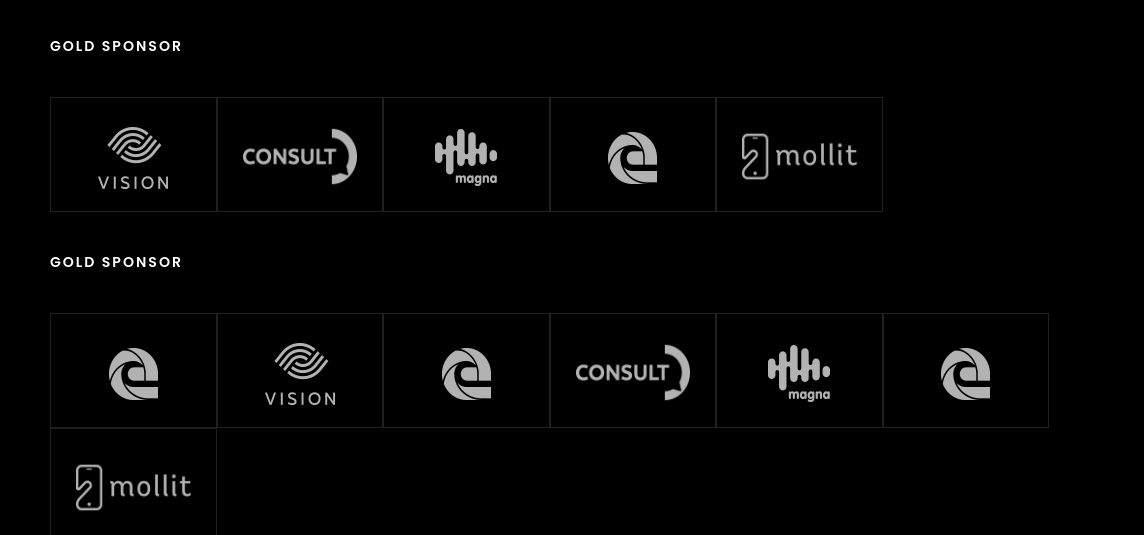 GOLD SPONSOR
VISION
CONSULT
magna
mollit
GOLD SPONSOR
VISION
CONSULT
magna
mollit